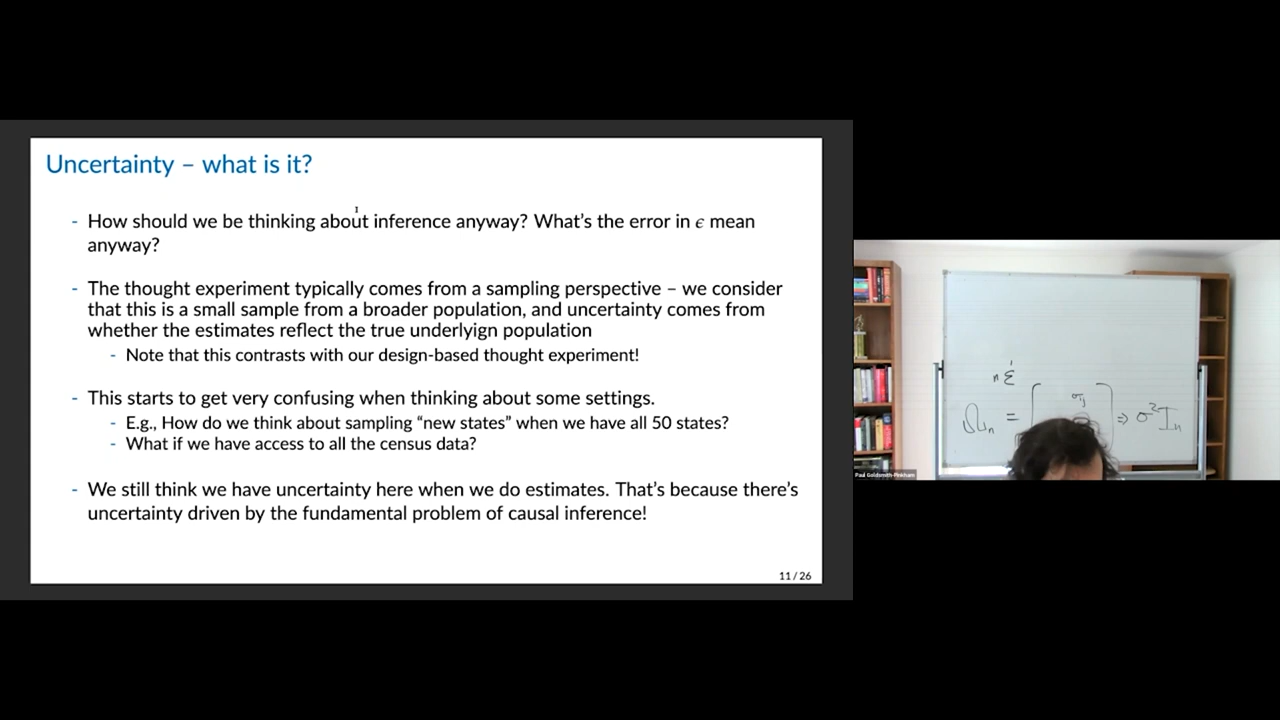 Uncertainty – what is it?
- How should we be thinking about inference anyway? What's the error in ϵ mean
anyway?
- The thought experiment typically comes from a sampling perspective – we consider
that this is a small sample from a broader population, and uncertainty comes from
whether the estimates reflect the true underlyign population
- Note that this contrasts with our design-based thought experiment!
- This starts to get very confusing when thinking about some settings.
- E.g., How do we think about sampling “new states” when we have all 50 states?
- What if we have access to all the census data?
- We still think we have uncertainty here when we do estimates. That's because there's
uncertainty driven by the fundamental problem of causal inference!
11 / 26
Ωn = [ σij ] ⇒ σ²In
Paul Goldsmith-Pinkham